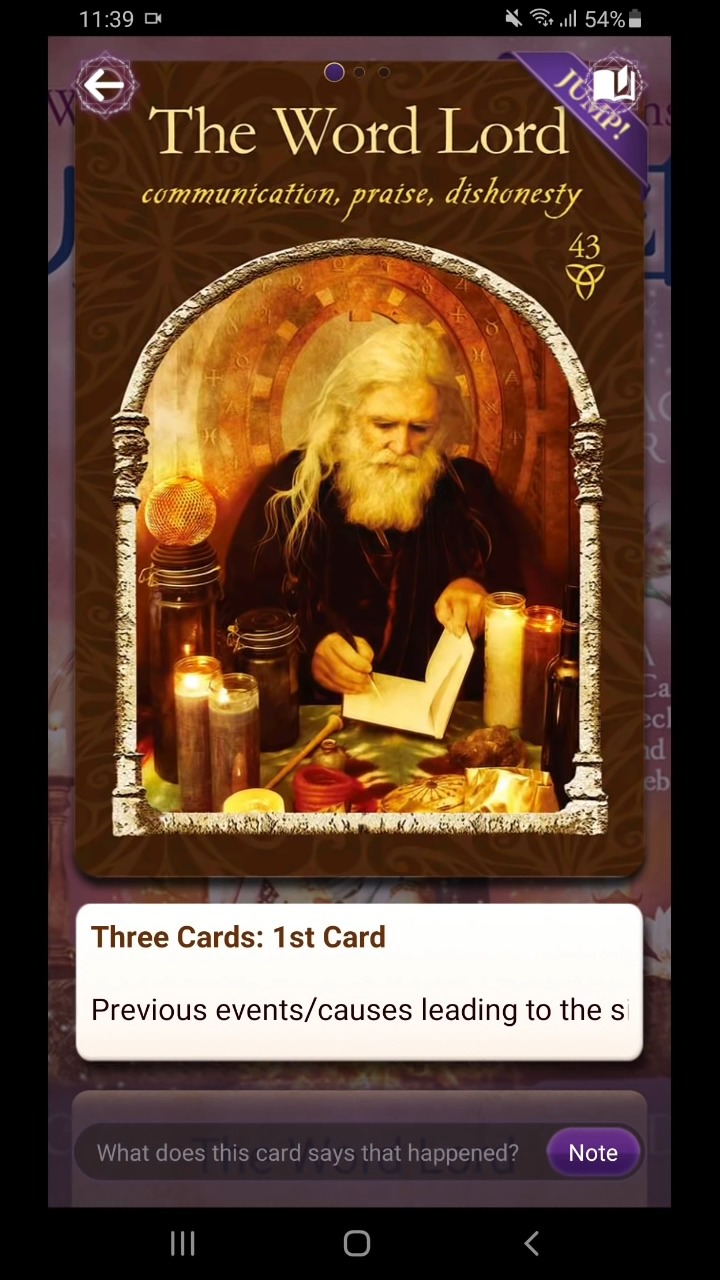 11:39
54%
JUMP!
The Word Lord
communication, praise, dishonesty
43
Three Cards: 1st Card
Previous events/causes leading to the si
What does this card says that happened?
Note